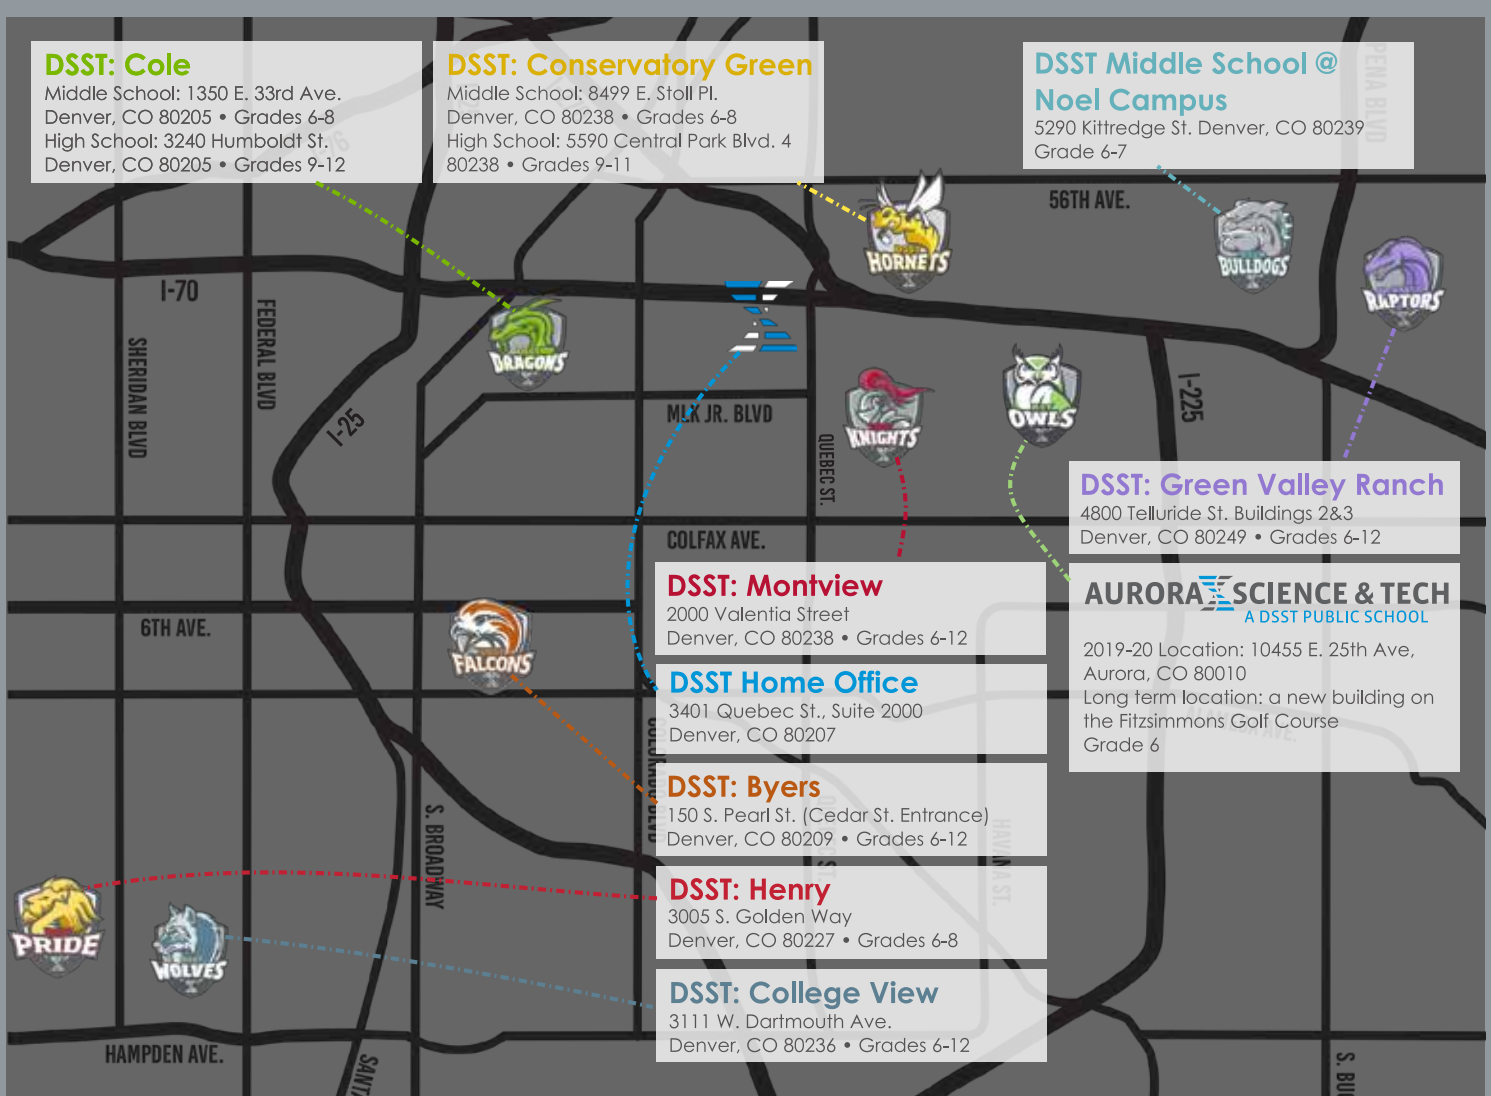 DSST: Cole
Middle School: 1350 E. 33rd Ave.
Denver, CO 80205 • Grades 6-8
High School: 3240 Humboldt St.
Denver, CO 80205 • Grades 9-12
DSST: Conservatory Green
Middle School: 8499 E. Stoll Pl.
Denver, CO 80238 • Grades 6-8
High School: 5590 Central Park Blvd. 4
80238 • Grades 9-11
DSST Middle School @
Noel Campus
5290 Kittredge St. Denver, CO 80239
Grade 6-7
PENA BLVD
56TH AVE.
HORNETS
BULLDOGS
RAPTORS
I-70
FEDERAL BLVD
SHERIDAN BLVD
I-25
DRAGONS
MLK JR. BLVD
KNIGHTS
QUEBEC ST.
OWLS
I-225
DSST: Green Valley Ranch
4800 Telluride St. Buildings 2&3
Denver, CO 80249 • Grades 6-12
COLFAX AVE.
DSST: Montview
2000 Valentia Street
Denver, CO 80238 • Grades 6-12
AURORA SCIENCE & TECH
A DSST PUBLIC SCHOOL
2019-20 Location: 10455 E. 25th Ave,
Aurora, CO 80010
Long term location: a new building on
the Fitzsimmons Golf Course
Grade 6
ALAMEDA AVE.
6TH AVE.
FALCONS
DSST Home Office
3401 Quebec St., Suite 2000
Denver, CO 80207
COLORADO BLVD
DSST: Byers
150 S. Pearl St. (Cedar St. Entrance)
Denver, CO 80209 • Grades 6-12
S. BROADWAY
HAVANA ST.
PRIDE
WOLVES
DSST: Henry
3005 S. Golden Way
Denver, CO 80227 • Grades 6-8
DSST: College View
3111 W. Dartmouth Ave.
Denver, CO 80236 • Grades 6-12
HAMPDEN AVE.